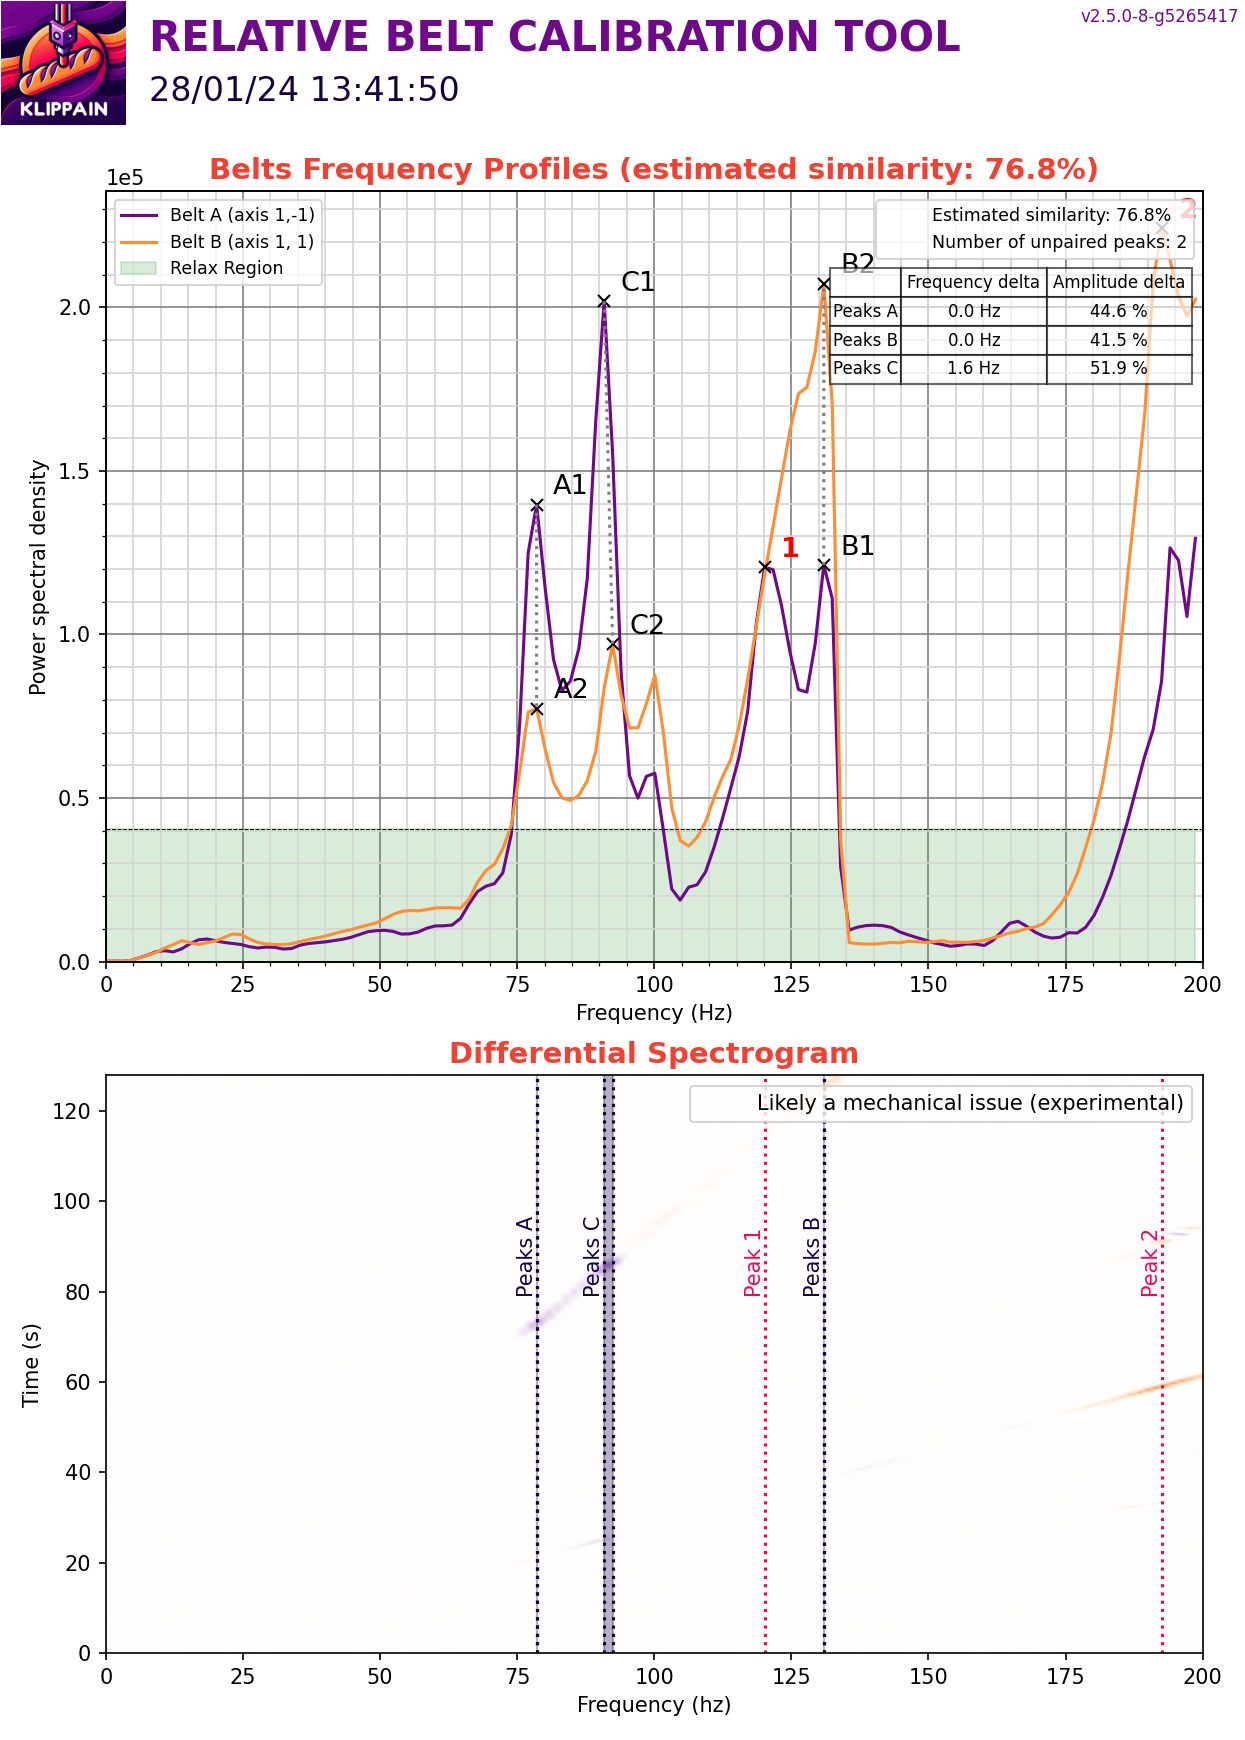 KLIPPAIN
RELATIVE BELT CALIBRATION TOOL
28/01/24 13:41:50
v2.5.0-8-g5265417
Belts Frequency Profiles (estimated similarity: 76.8%)
1e5
Belt A (axis 1,-1)
Belt B (axis 1, 1)
Relax Region
Estimated similarity: 76.8%
Number of unpaired peaks: 2
2
Frequency delta Amplitude delta
Peaks A 0.0 Hz 44.6 %
Peaks B 0.0 Hz 41.5 %
Peaks C 1.6 Hz 51.9 %
B2
C1
A1
1
B1
C2
A2
Power spectral density
2.0
1.5
1.0
0.5
0.0
0 25 50 75 100 125 150 175 200
Frequency (Hz)
Differential Spectrogram
Likely a mechanical issue (experimental)
Peaks A
Peaks C
Peak 1
Peaks B
Peak 2
Time (s)
120
100
80
60
40
20
0
0 25 50 75 100 125 150 175 200
Frequency (hz)